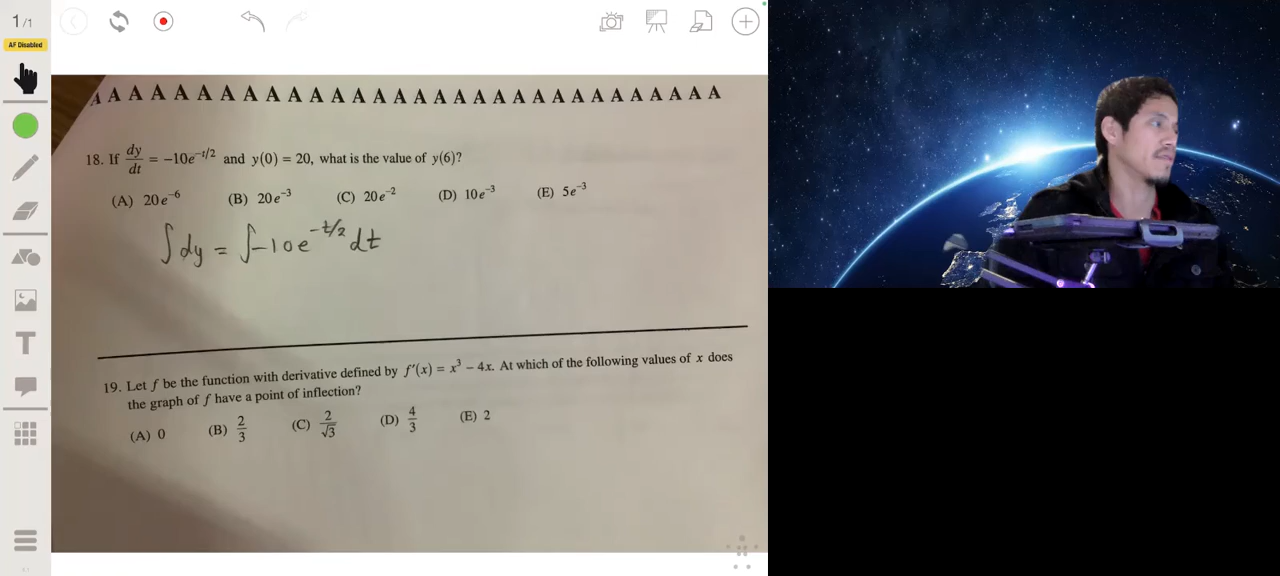 1/1
AF Disabled
A A A A A A A A A A A A A A A A A A A A A A A A A A A A
18. If dy/dt = -10e^{-t/2} and y(0) = 20, what is the value of y(6)?
(A) 20e^{-6} (B) 20e^{-3} (C) 20e^{-2} (D) 10e^{-3} (E) 5e^{-3}
∫ dy = ∫ -10e^{-t/2} dt
19. Let f be the function with derivative defined by f'(x) = x³ - 4x. At which of the following values of x does
the graph of f have a point of inflection?
(A) 0 (B) 2/3 (C) 2/√3 (D) 4/3 (E) 2
T